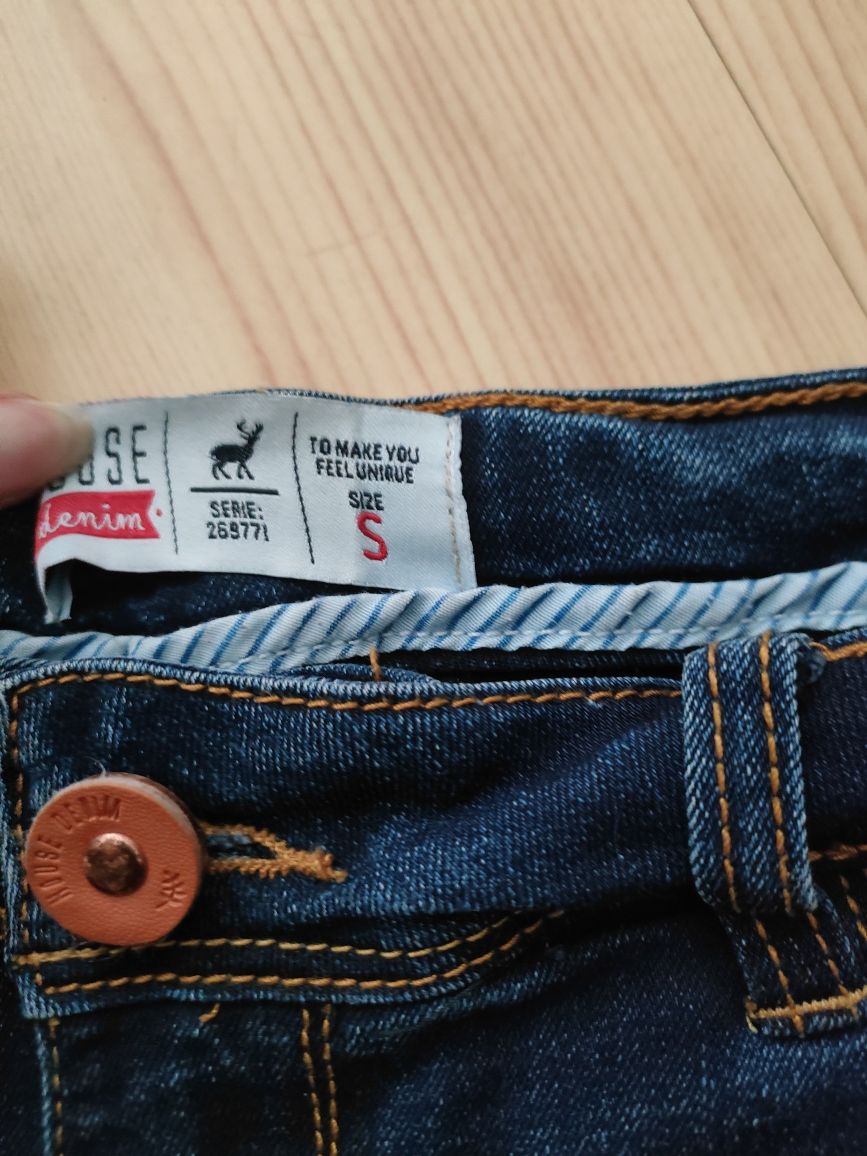 OUSE
denim
SERIE:
269771
TO MAKE YOU
FEEL UNIQUE
SIZE
S
HOUSE DENIM